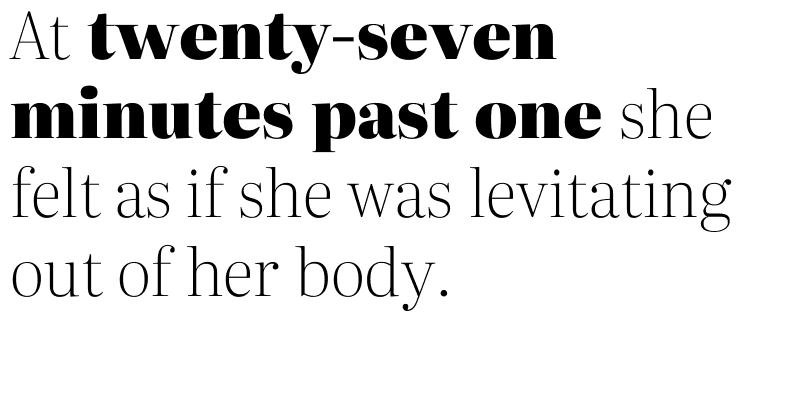 At twenty-seven
minutes past one she
felt as if she was levitating
out of her body.